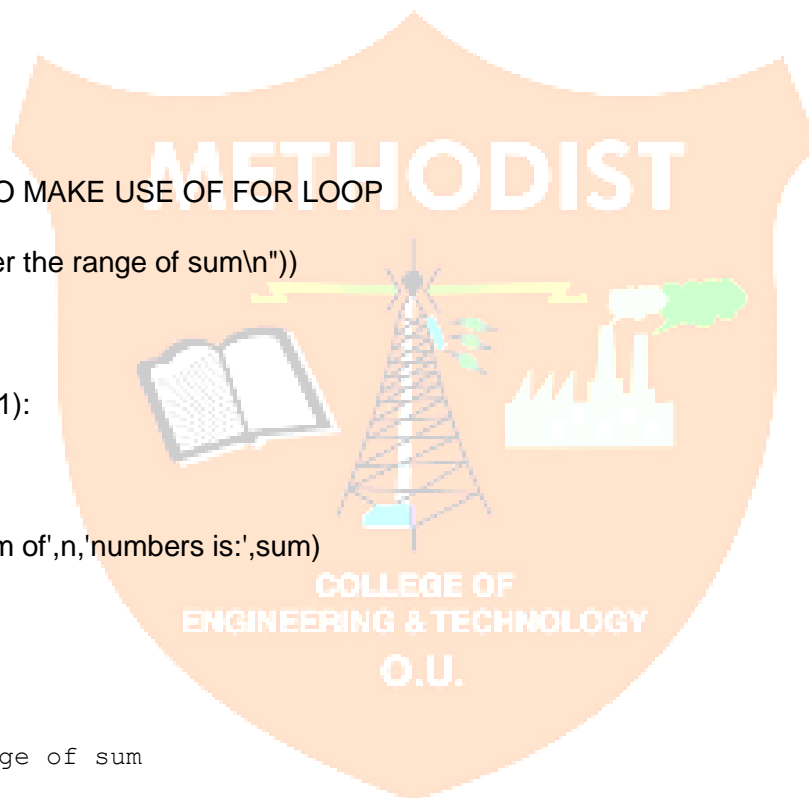 METHODIST
O MAKE USE OF FOR LOOP
er the range of sum\n"))
1):
m of',n,'numbers is:',sum)
COLLEGE OF
ENGINEERING & TECHNOLOGY
O.U.
ge of sum